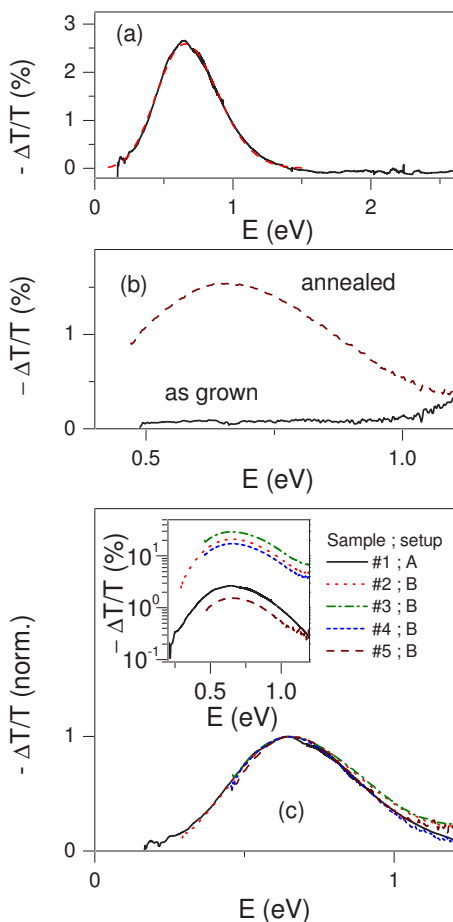 (a)
- ΔT/T (%)
3
2
1
0
0
1
2
E (eV)
(b)
annealed
as grown
− ΔT/T (%)
1
0
0.5
1.0
E (eV)
− ΔT/T (%)
10¹
10⁰
10⁻¹
0.5
1.0
E (eV)
Sample ; setup
#1 ; A
#2 ; B
#3 ; B
#4 ; B
#5 ; B
- ΔT/T (norm.)
1
0
(c)
0
1
E (eV)